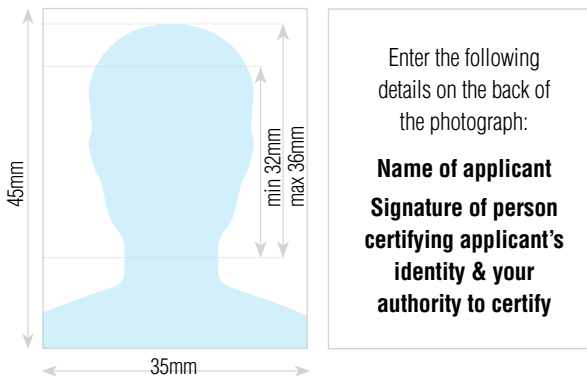 45mm
min 32mm
max 36mm
35mm
Enter the following
details on the back of
the photograph:
Name of applicant
Signature of person
certifying applicant's
identity & your
authority to certify